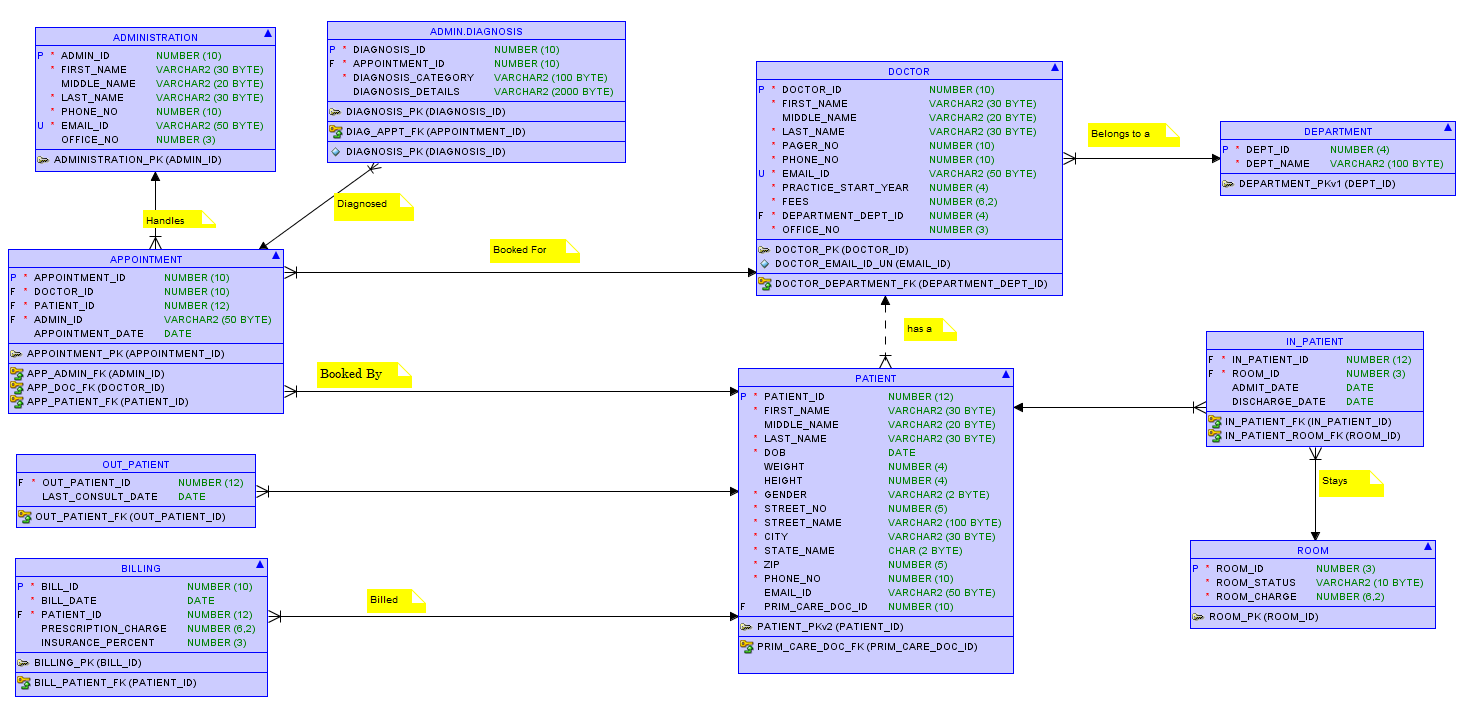 ADMINISTRATION
P * ADMIN_ID NUMBER (10)
* FIRST_NAME VARCHAR2 (30 BYTE)
MIDDLE_NAME VARCHAR2 (20 BYTE)
* LAST_NAME VARCHAR2 (30 BYTE)
* PHONE_NO NUMBER (10)
U * EMAIL_ID VARCHAR2 (50 BYTE)
OFFICE_NO NUMBER (3)
ADMINISTRATION_PK (ADMIN_ID)
ADMIN.DIAGNOSIS
P * DIAGNOSIS_ID NUMBER (10)
F * APPOINTMENT_ID NUMBER (10)
* DIAGNOSIS_CATEGORY VARCHAR2 (100 BYTE)
DIAGNOSIS_DETAILS VARCHAR2 (2000 BYTE)
DIAGNOSIS_PK (DIAGNOSIS_ID)
DIAG_APPT_FK (APPOINTMENT_ID)
DIAGNOSIS_PK (DIAGNOSIS_ID)
DOCTOR
P * DOCTOR_ID NUMBER (10)
* FIRST_NAME VARCHAR2 (30 BYTE)
MIDDLE_NAME VARCHAR2 (20 BYTE)
* LAST_NAME VARCHAR2 (30 BYTE)
* PAGER_NO NUMBER (10)
* PHONE_NO NUMBER (10)
U * EMAIL_ID VARCHAR2 (50 BYTE)
* PRACTICE_START_YEAR NUMBER (4)
* FEES NUMBER (6,2)
F * DEPARTMENT_DEPT_ID NUMBER (4)
* OFFICE_NO NUMBER (3)
DOCTOR_PK (DOCTOR_ID)
DOCTOR_EMAIL_ID_UN (EMAIL_ID)
DOCTOR_DEPARTMENT_FK (DEPARTMENT_DEPT_ID)
Belongs to a
DEPARTMENT
P * DEPT_ID NUMBER (4)
* DEPT_NAME VARCHAR2 (100 BYTE)
DEPARTMENT_PKv1 (DEPT_ID)
Handles
Diagnosed
Booked For
APPOINTMENT
P * APPOINTMENT_ID NUMBER (10)
F * DOCTOR_ID NUMBER (10)
F * PATIENT_ID NUMBER (12)
F * ADMIN_ID VARCHAR2 (50 BYTE)
APPOINTMENT_DATE DATE
APPOINTMENT_PK (APPOINTMENT_ID)
APP_ADMIN_FK (ADMIN_ID)
APP_DOC_FK (DOCTOR_ID)
APP_PATIENT_FK (PATIENT_ID)
Booked By
has a
PATIENT
P * PATIENT_ID NUMBER (12)
* FIRST_NAME VARCHAR2 (30 BYTE)
MIDDLE_NAME VARCHAR2 (20 BYTE)
* LAST_NAME VARCHAR2 (30 BYTE)
* DOB DATE
WEIGHT NUMBER (4)
HEIGHT NUMBER (4)
* GENDER VARCHAR2 (2 BYTE)
* STREET_NO NUMBER (5)
* STREET_NAME VARCHAR2 (100 BYTE)
* CITY VARCHAR2 (30 BYTE)
* STATE_NAME CHAR (2 BYTE)
* ZIP NUMBER (5)
* PHONE_NO NUMBER (10)
EMAIL_ID VARCHAR2 (50 BYTE)
F PRIM_CARE_DOC_ID NUMBER (10)
PATIENT_PKv2 (PATIENT_ID)
PRIM_CARE_DOC_FK (PRIM_CARE_DOC_ID)
IN_PATIENT
F * IN_PATIENT_ID NUMBER (12)
F * ROOM_ID NUMBER (3)
ADMIT_DATE DATE
DISCHARGE_DATE DATE
IN_PATIENT_FK (IN_PATIENT_ID)
IN_PATIENT_ROOM_FK (ROOM_ID)
Stays
ROOM
P * ROOM_ID NUMBER (3)
* ROOM_STATUS VARCHAR2 (10 BYTE)
* ROOM_CHARGE NUMBER (6,2)
ROOM_PK (ROOM_ID)
OUT_PATIENT
F * OUT_PATIENT_ID NUMBER (12)
LAST_CONSULT_DATE DATE
OUT_PATIENT_FK (OUT_PATIENT_ID)
BILLING
P * BILL_ID NUMBER (10)
* BILL_DATE DATE
F * PATIENT_ID NUMBER (12)
PRESCRIPTION_CHARGE NUMBER (6,2)
INSURANCE_PERCENT NUMBER (3)
BILLING_PK (BILL_ID)
BILL_PATIENT_FK (PATIENT_ID)
Billed